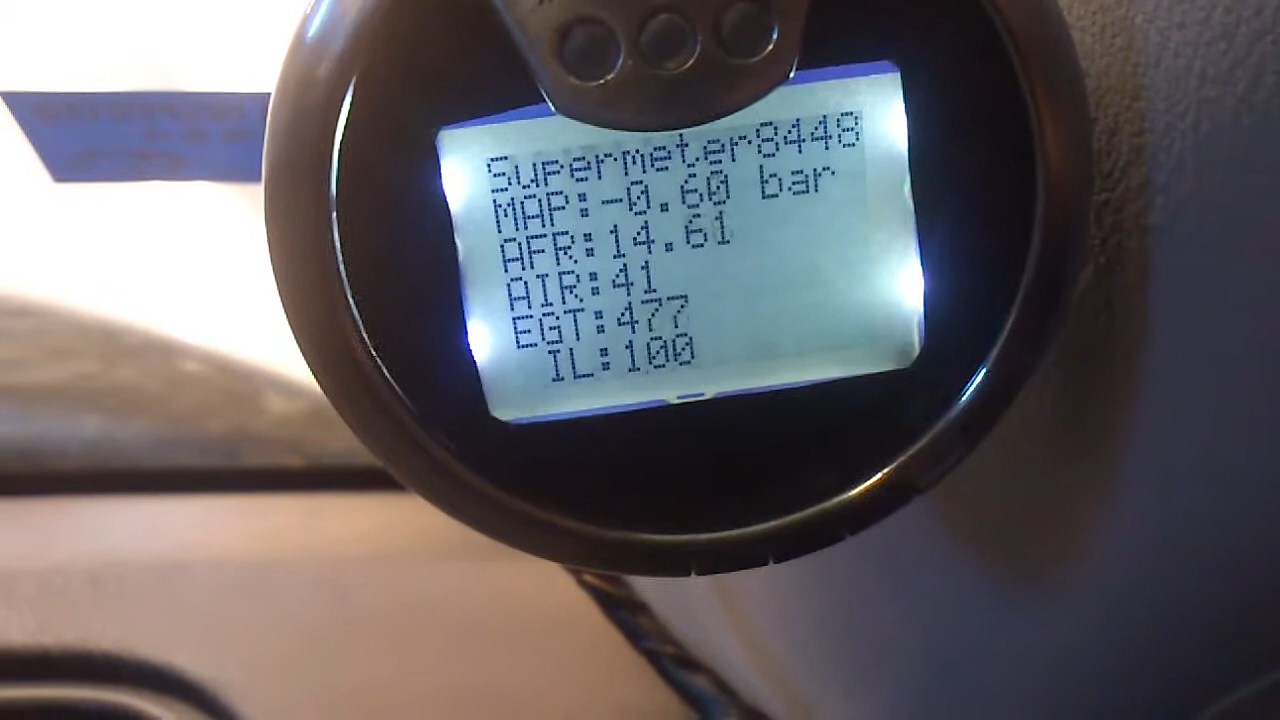 Supermeter8448
MAP:-0.60 bar
AFR:14.61
AIR:41
EGT:477
IL:100